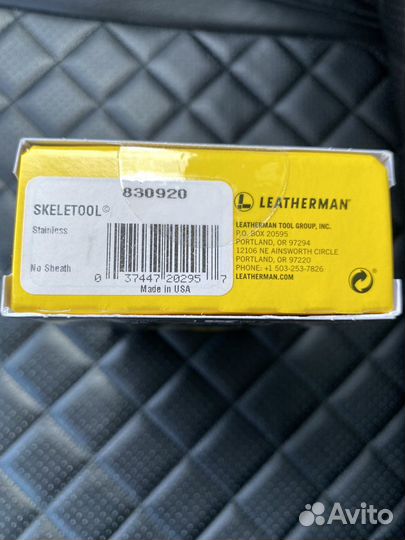 830920
SKELETOOL©
Stainless
No Sheath
0 37447 20295 7
Made in USA
LEATHERMAN®
LEATHERMAN TOOL GROUP, INC.
P.O. BOX 20595
PORTLAND, OR 97294
12106 NE AINSWORTH CIRCLE
PORTLAND, OR 97220
PHONE: +1 503-253-7826
LEATHERMAN.COM
Avito